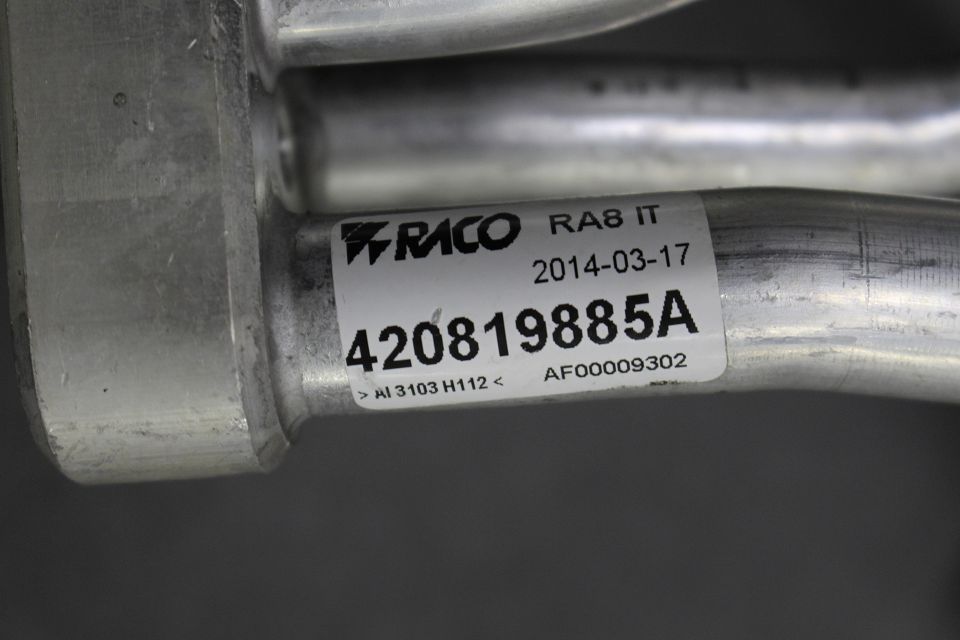 RACO RA8 IT
2014-03-17
420819885A
> Al 3103 H112 < AF00009302